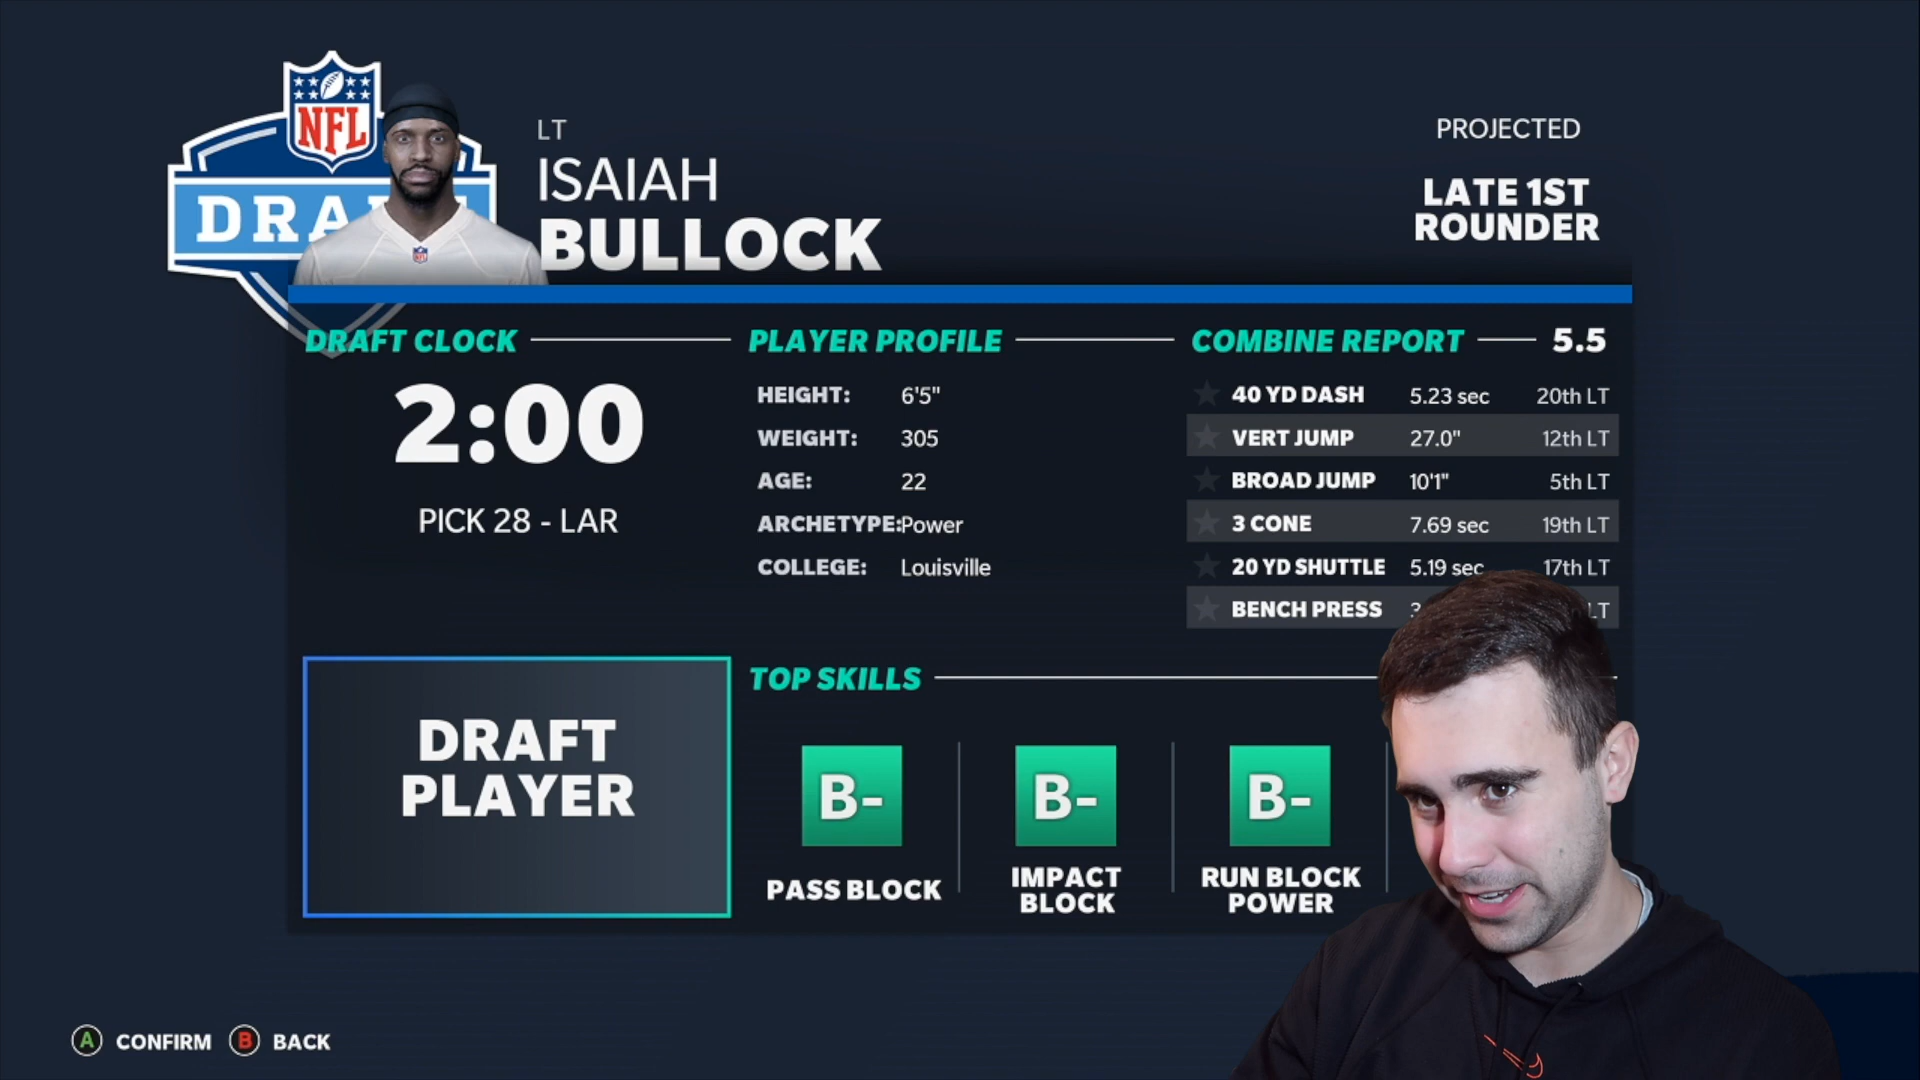 NFL
DRA
LT
ISAIAH
BULLOCK
PROJECTED
LATE 1ST
ROUNDER
DRAFT CLOCK
2:00
PICK 28 - LAR
PLAYER PROFILE
HEIGHT: 6'5"
WEIGHT: 305
AGE: 22
ARCHETYPE: Power
COLLEGE: Louisville
COMBINE REPORT 5.5
40 YD DASH 5.23 sec 20th LT
VERT JUMP 27.0" 12th LT
BROAD JUMP 10'1" 5th LT
3 CONE 7.69 sec 19th LT
20 YD SHUTTLE 5.19 sec 17th LT
BENCH PRESS LT
DRAFT
PLAYER
TOP SKILLS
B-
PASS BLOCK
B-
IMPACT
BLOCK
B-
RUN BLOCK
POWER
A CONFIRM B BACK